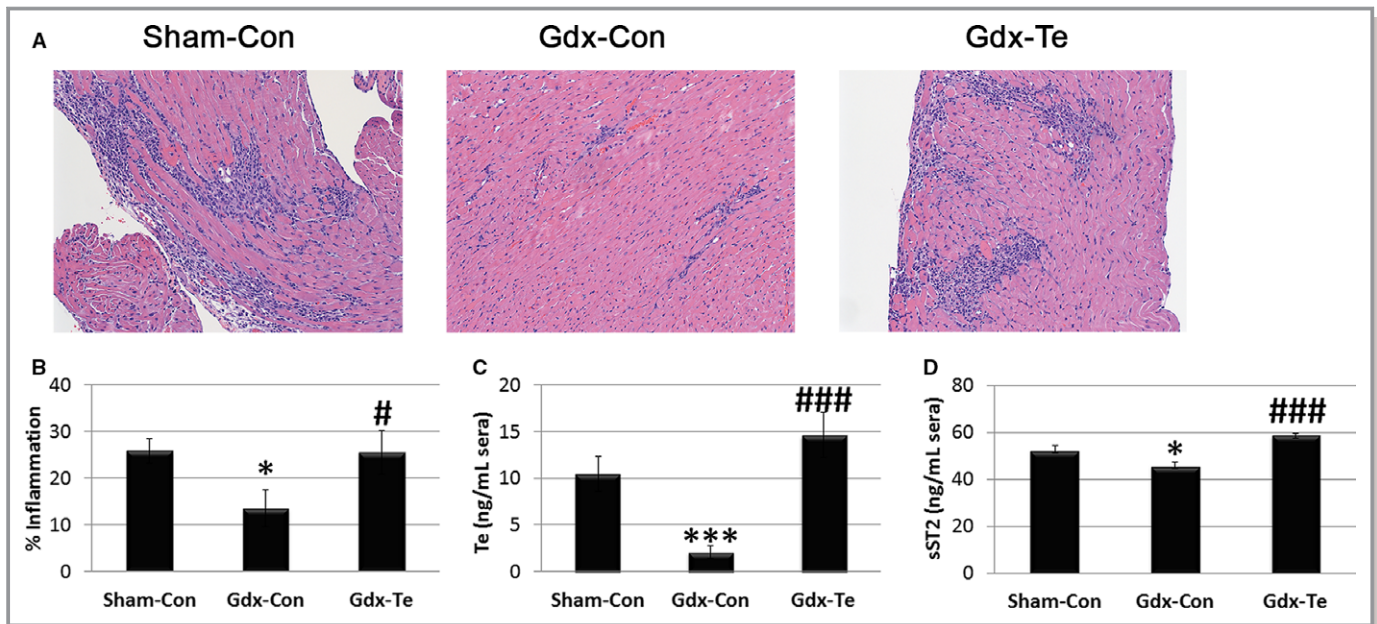 A
Sham-Con
Gdx-Con
Gdx-Te
B
% Inflammation
40
30
20
10
0
*
#
Sham-Con
Gdx-Con
Gdx-Te
C
Te (ng/mL sera)
20
15
10
5
0
***
###
Sham-Con
Gdx-Con
Gdx-Te
D
sST2 (ng/mL sera)
80
60
40
20
0
*
###
Sham-Con
Gdx-Con
Gdx-Te